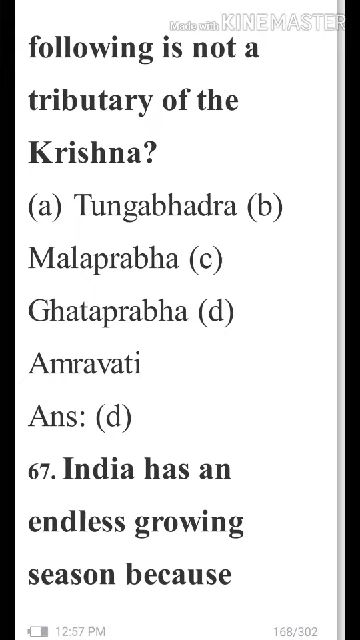 Made with KINEMASTER
following is not a
tributary of the
Krishna?
(a) Tungabhadra (b)
Malaprabha (c)
Ghataprabha (d)
Amravati
Ans: (d)
67. India has an
endless growing
season because
12:57 PM 168/302